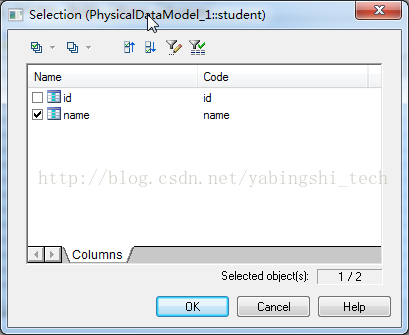 Selection (PhysicalDataModel_1::student)
Name Code
id id
name name
http://blog.csdn.net/yabingshi_tech
Columns
Selected object(s): 1 / 2
OK Cancel Help